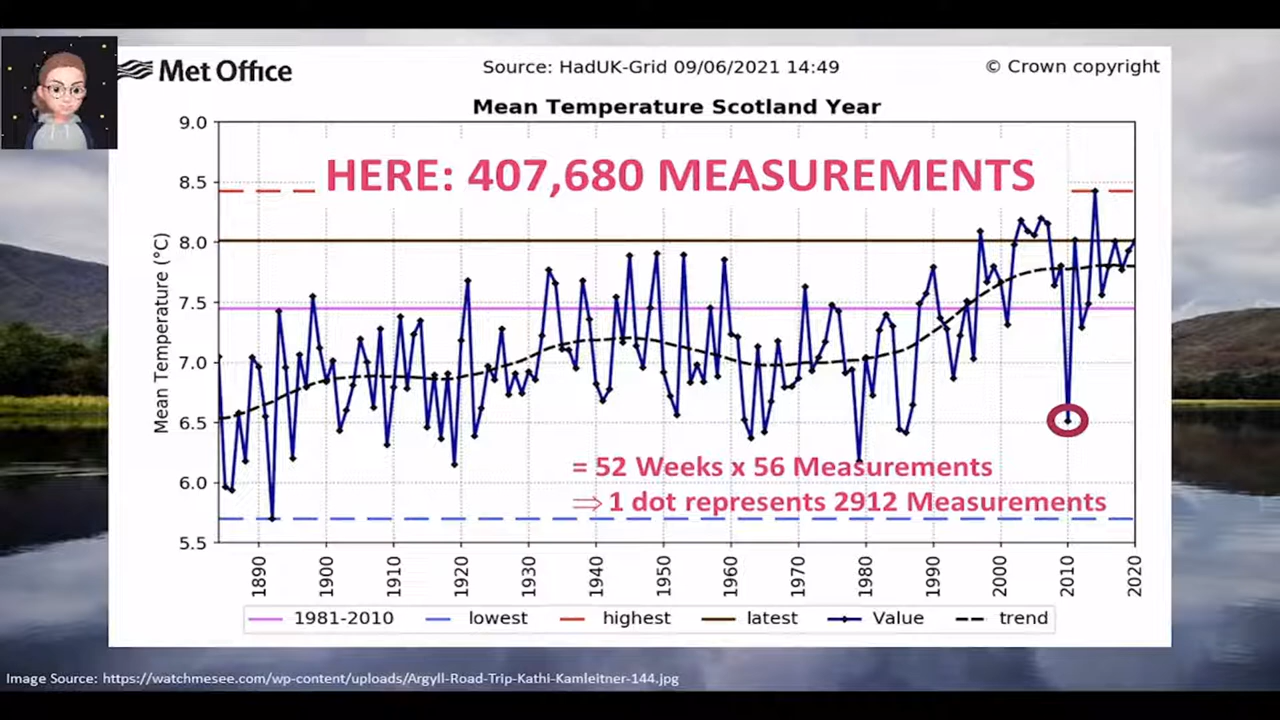 Met Office
Source: HadUK-Grid 09/06/2021 14:49
© Crown copyright
Mean Temperature Scotland Year
HERE: 407,680 MEASUREMENTS
Mean Temperature (°C)
9.0
8.5
8.0
7.5
7.0
6.5
6.0
5.5
= 52 Weeks x 56 Measurements
⇒ 1 dot represents 2912 Measurements
1890 1900 1910 1920 1930 1940 1950 1960 1970 1980 1990 2000 2010 2020
1981-2010 lowest highest latest Value trend
Image Source: https://watchmesee.com/wp-content/uploads/Argyll-Road-Trip-Kathi-Kamleitner-144.jpg